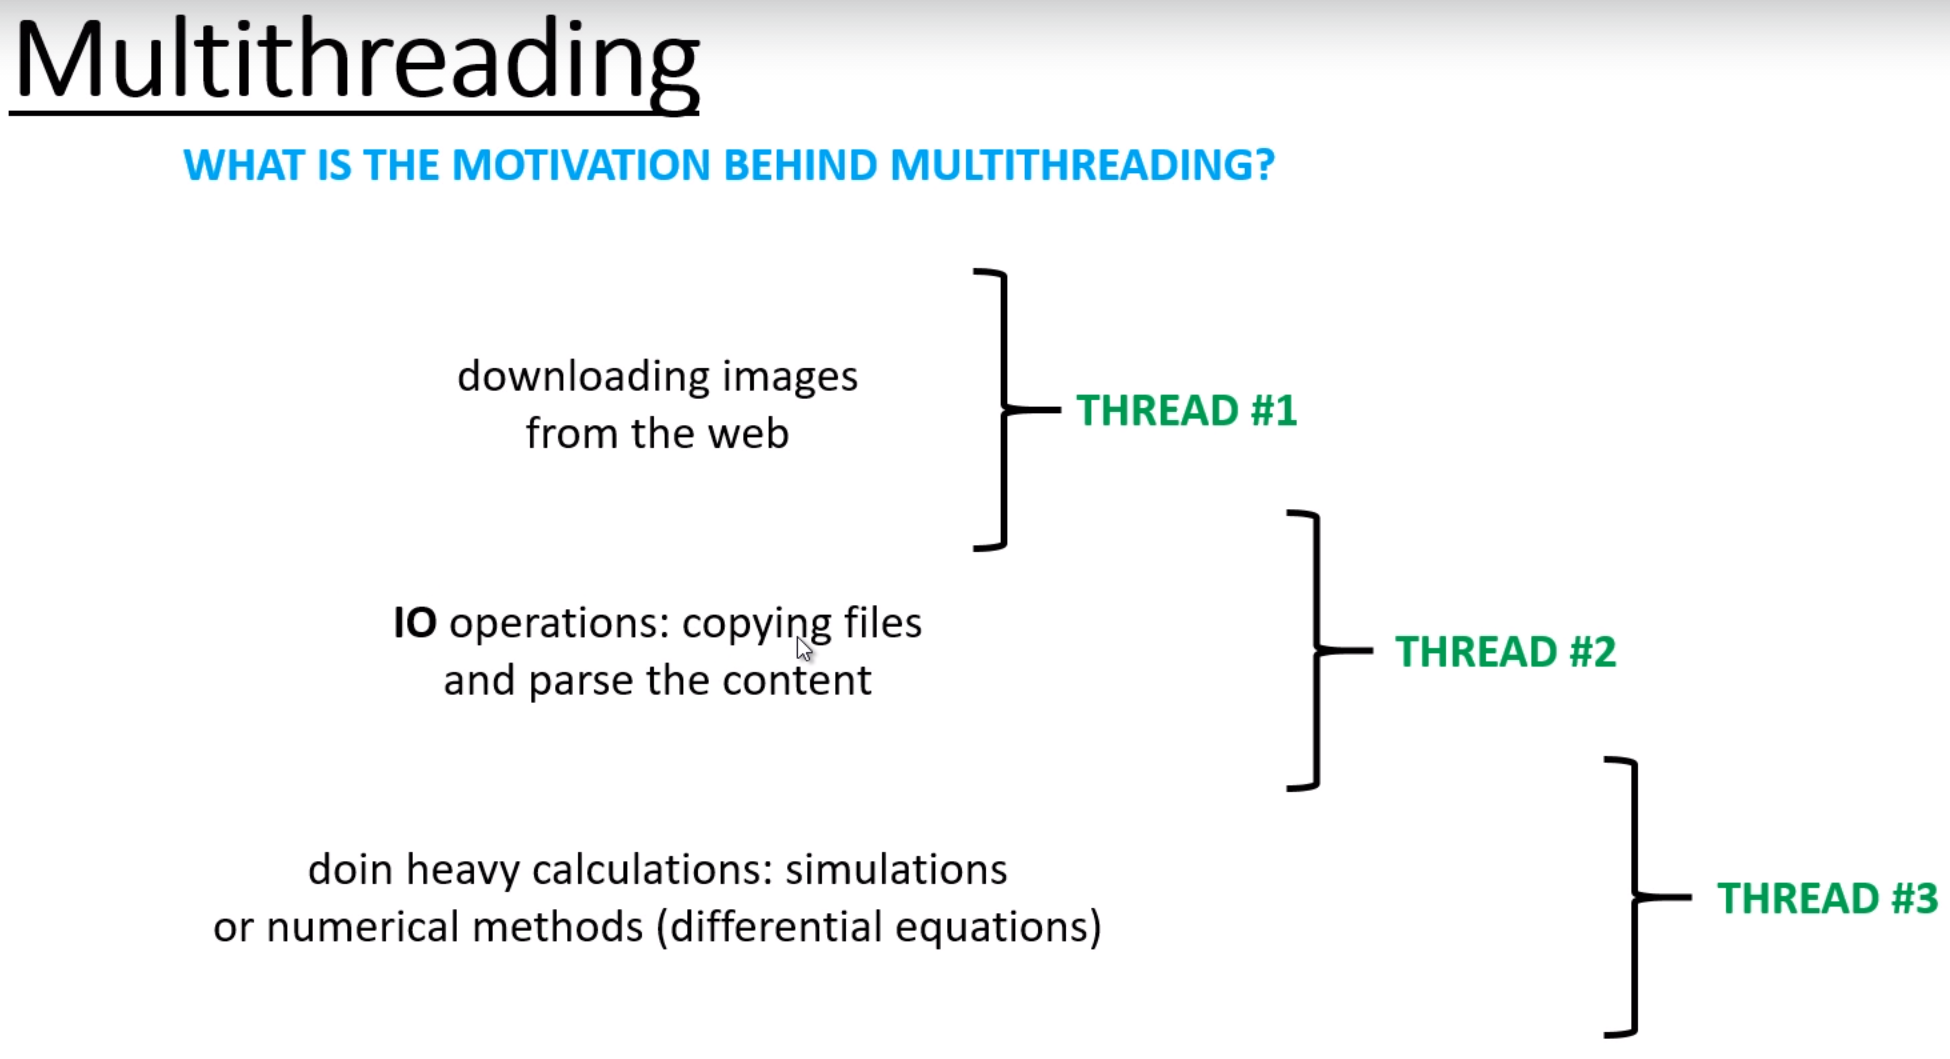 Multithreading
WHAT IS THE MOTIVATION BEHIND MULTITHREADING?
downloading images
from the web
THREAD #1
IO operations: copying files
and parse the content
THREAD #2
doin heavy calculations: simulations
or numerical methods (differential equations)
THREAD #3